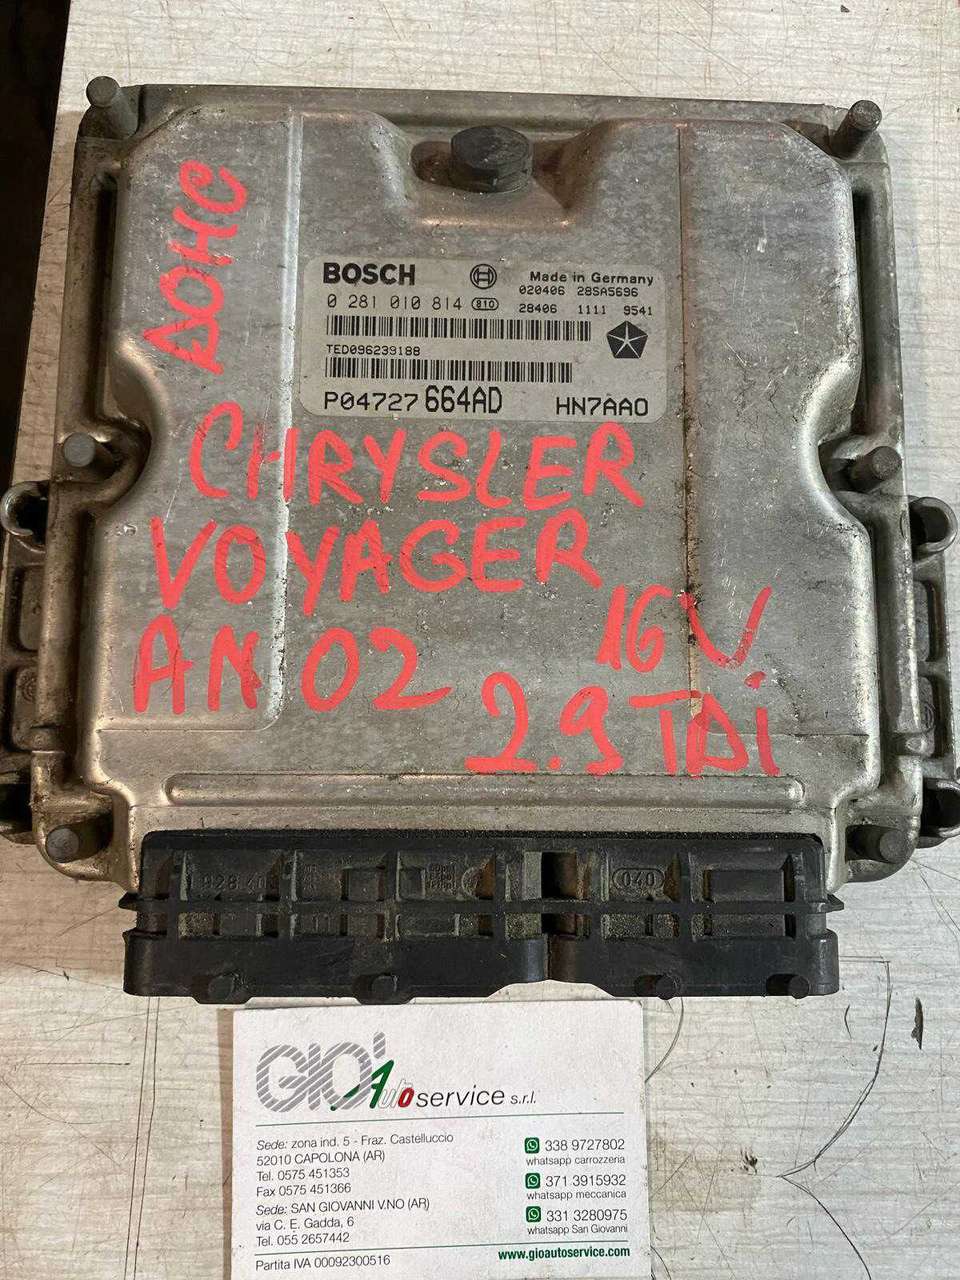 DOHC
BOSCH
Made in Germany
020406 28SA5696
0 281 010 814 810
28406 1111 9541
TED096239188
P04727664AD HN7AA0
CHRYSLER
VOYAGER
16V
AN 02
2.9 TDi
040
GIO' Auto service s.r.l.
Sede: zona ind. 5 - Fraz. Castelluccio
52010 CAPOLONA (AR)
Tel. 0575 451353
Fax 0575 451366
Sede: SAN GIOVANNI V.NO (AR)
via C. E. Gadda, 6
Tel. 055 2657442
Partita IVA 00092300516
338 9727802
whatsapp carrozzeria
371 3915932
whatsapp meccanica
331 3280975
whatsapp San Giovanni
www.gioautoservice.com